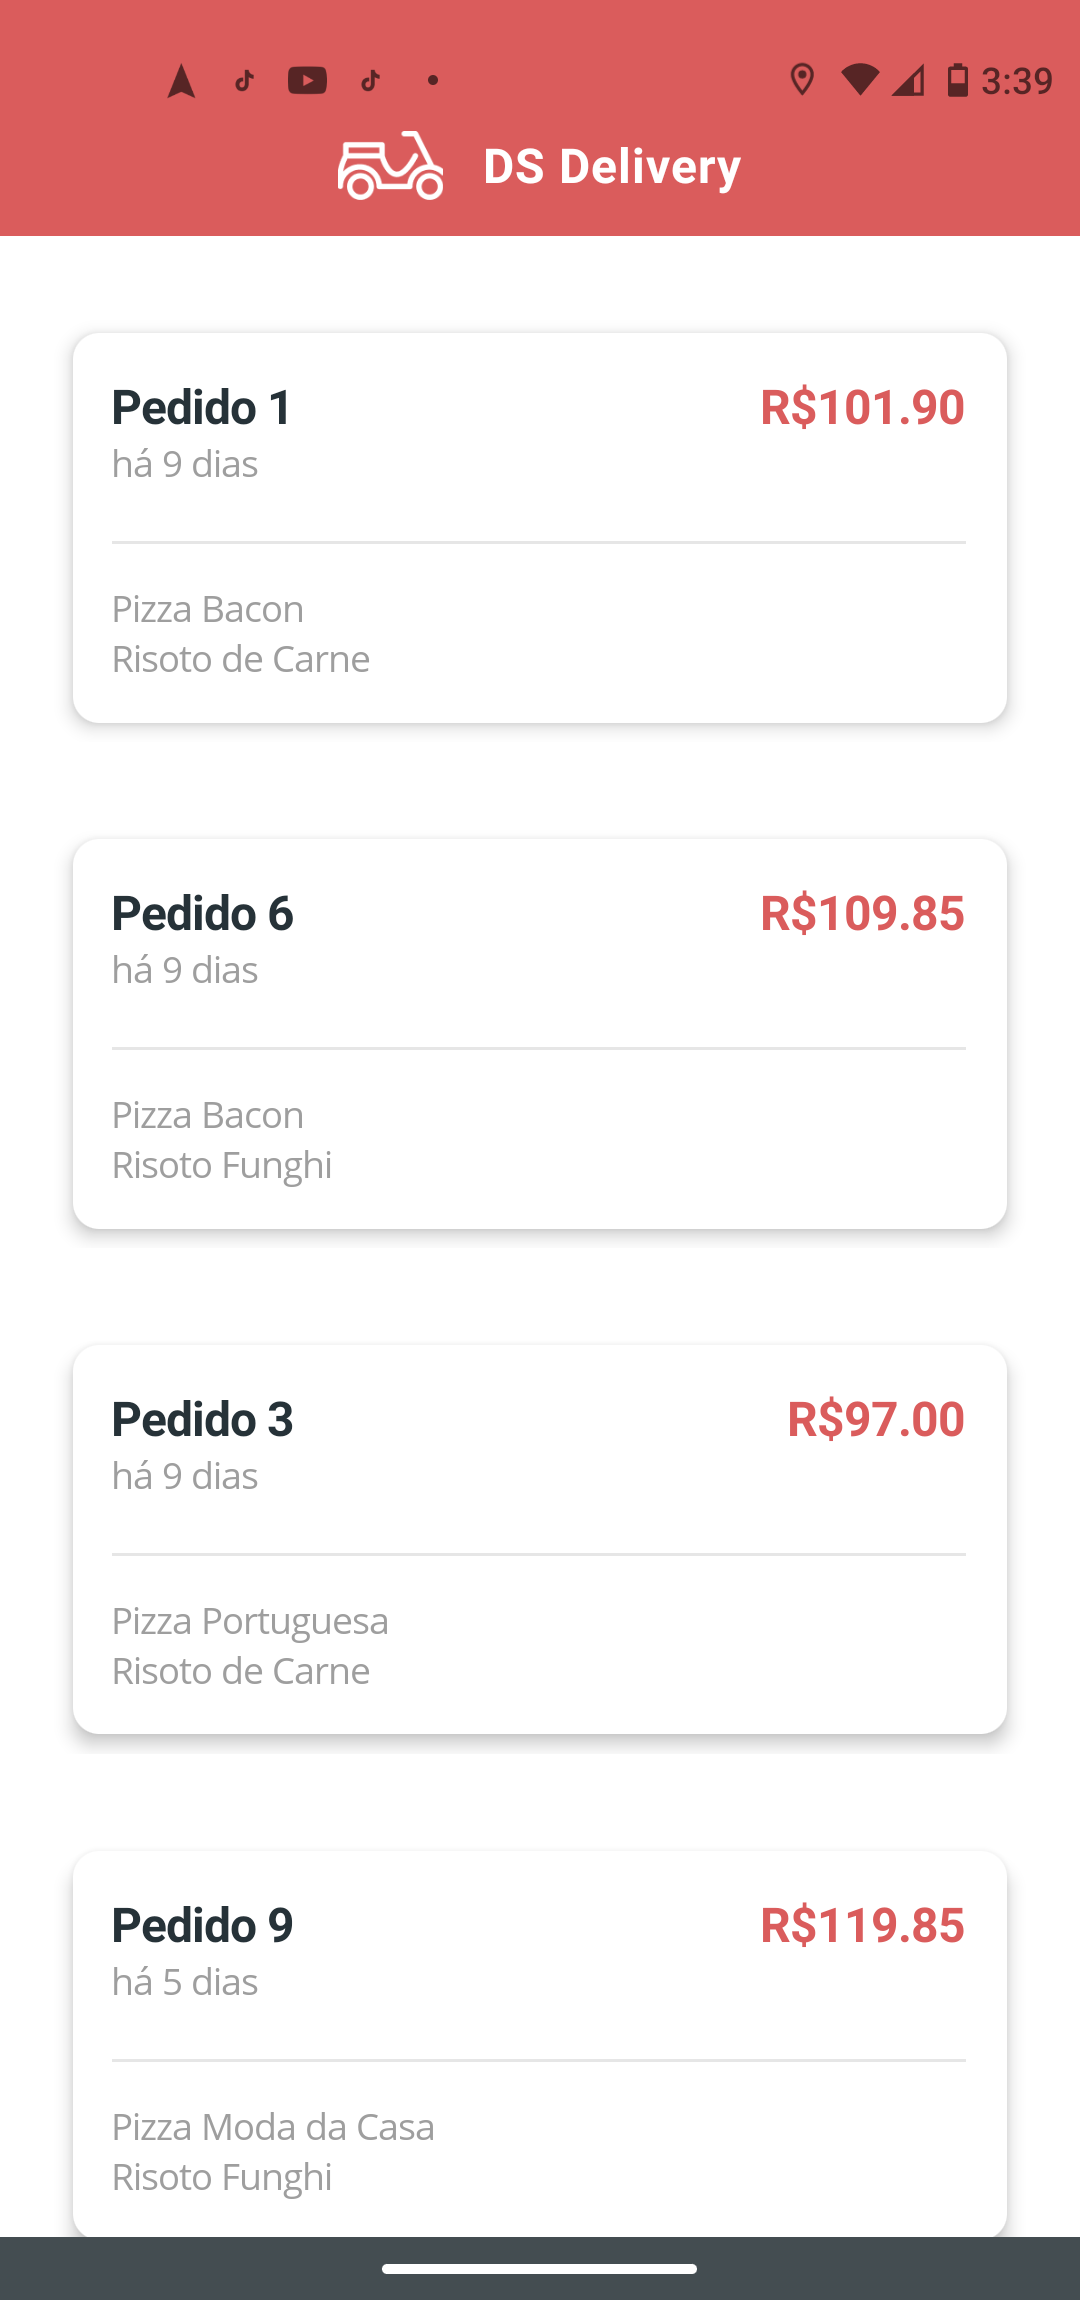 3:39
DS Delivery
Pedido 1
R$101.90
há 9 dias
Pizza Bacon
Risoto de Carne
Pedido 6
R$109.85
há 9 dias
Pizza Bacon
Risoto Funghi
Pedido 3
R$97.00
há 9 dias
Pizza Portuguesa
Risoto de Carne
Pedido 9
R$119.85
há 5 dias
Pizza Moda da Casa
Risoto Funghi